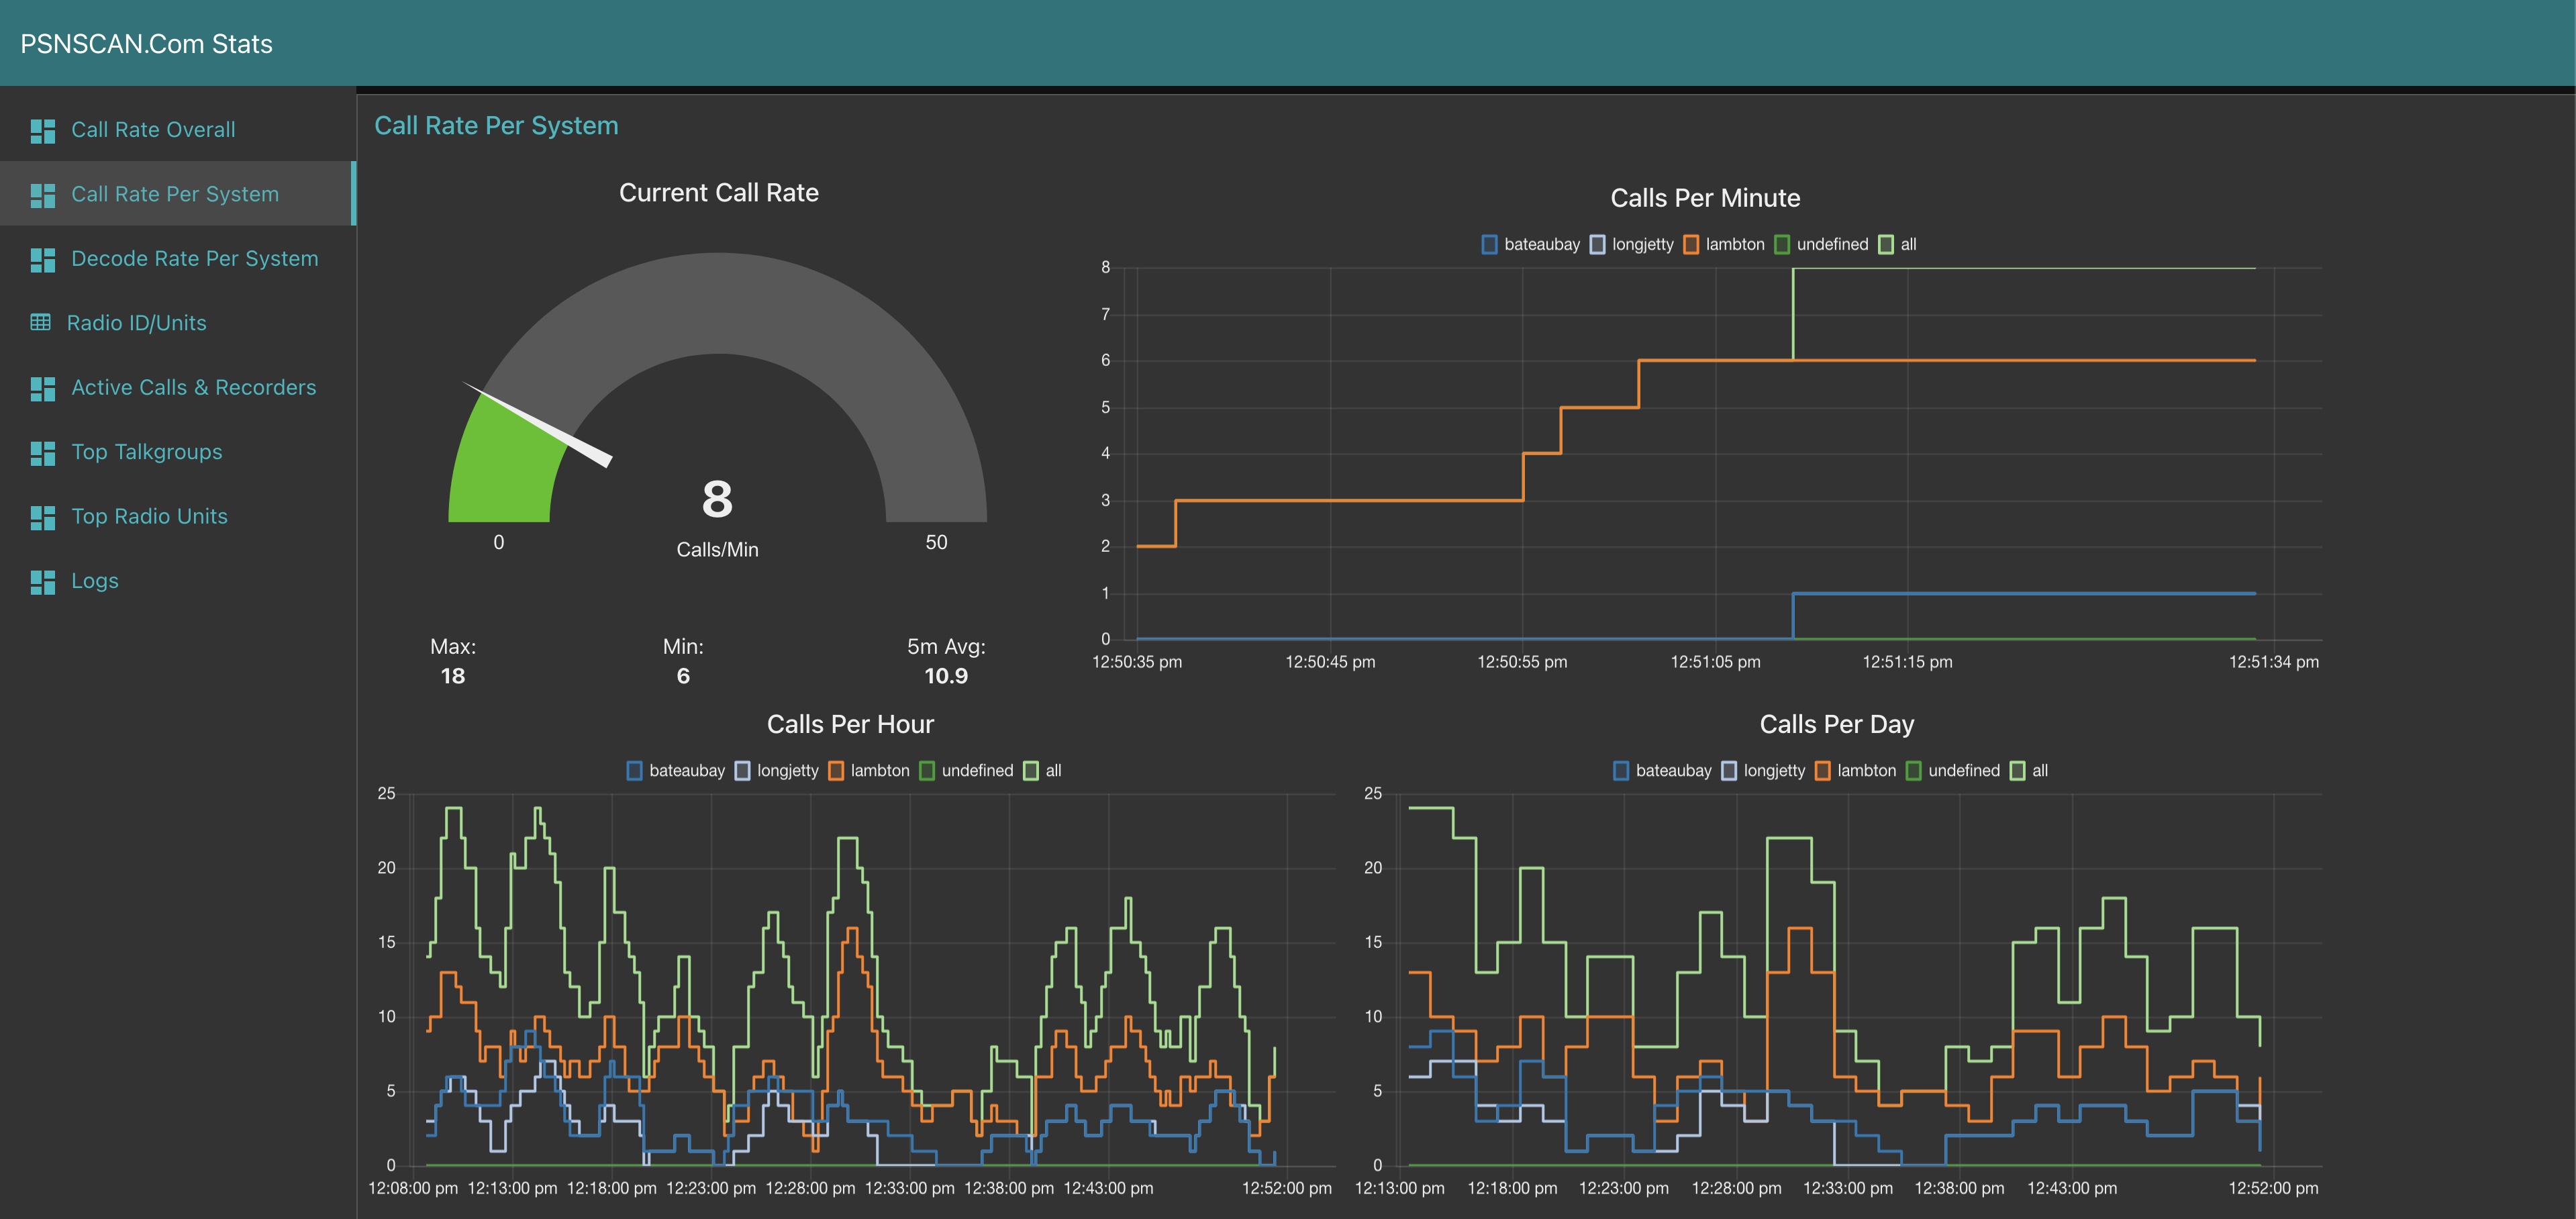 PSNSCAN.Com Stats
Call Rate Overall
Call Rate Per System
Decode Rate Per System
Radio ID/Units
Active Calls & Recorders
Top Talkgroups
Top Radio Units
Logs
Call Rate Per System
Current Call Rate
8
Calls/Min
0
50
Max:
18
Min:
6
5m Avg:
10.9
Calls Per Minute
bateaubay longjetty lambton undefined all
8
7
6
5
4
3
2
1
0
12:50:35 pm 12:50:45 pm 12:50:55 pm 12:51:05 pm 12:51:15 pm 12:51:34 pm
Calls Per Hour
bateaubay longjetty lambton undefined all
25
20
15
10
5
0
12:08:00 pm 12:13:00 pm 12:18:00 pm 12:23:00 pm 12:28:00 pm 12:33:00 pm 12:38:00 pm 12:43:00 pm 12:52:00 pm
Calls Per Day
bateaubay longjetty lambton undefined all
25
20
15
10
5
0
12:13:00 pm 12:18:00 pm 12:23:00 pm 12:28:00 pm 12:33:00 pm 12:38:00 pm 12:43:00 pm 12:52:00 pm